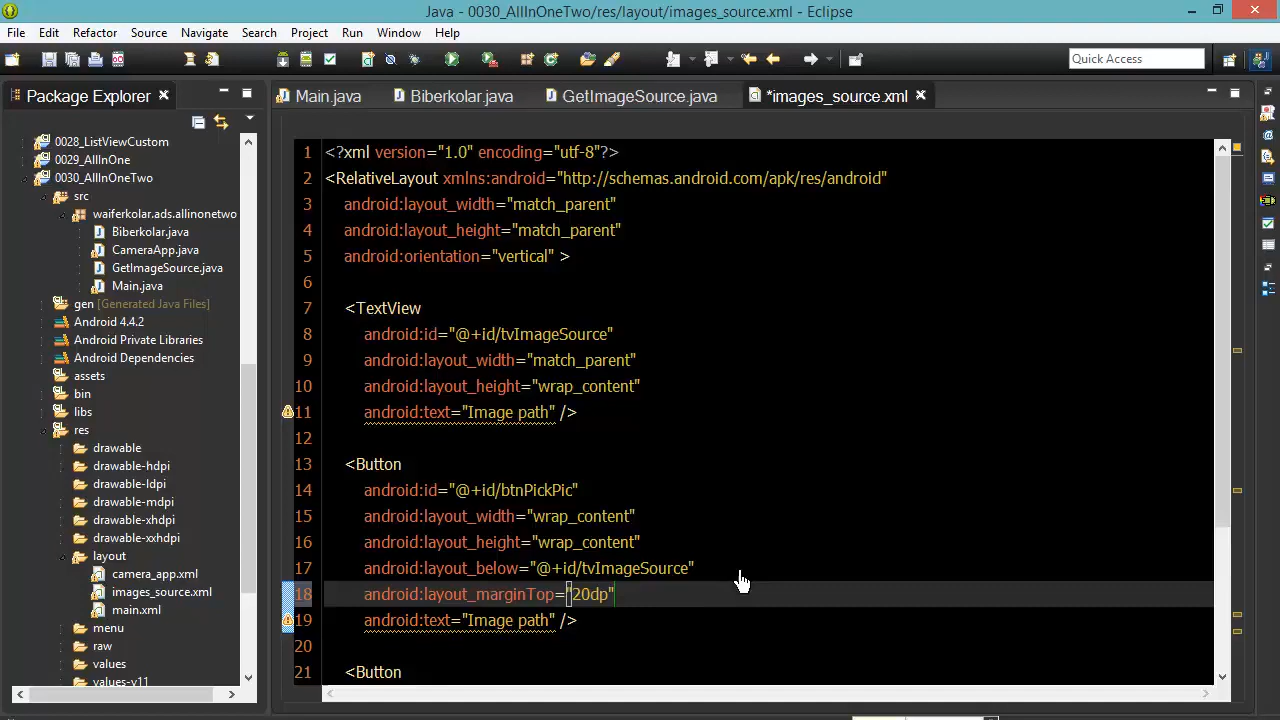 Java - 0030_AllInOneTwo/res/layout/images_source.xml - Eclipse
File Edit Refactor Source Navigate Search Project Run Window Help
Quick Access
Package Explorer
Main.java
Biberkolar.java
GetImageSource.java
*images_source.xml
0028_ListViewCustom
0029_AllInOne
0030_AllInOneTwo
src
waiferkolar.ads.allinonetwo
Biberkolar.java
CameraApp.java
GetImageSource.java
Main.java
gen [Generated Java Files]
Android 4.4.2
Android Private Libraries
Android Dependencies
assets
bin
libs
res
drawable
drawable-hdpi
drawable-ldpi
drawable-mdpi
drawable-xhdpi
drawable-xxhdpi
layout
camera_app.xml
images_source.xml
main.xml
menu
raw
values
values-v11
1 <?xml version="1.0" encoding="utf-8"?>
2 <RelativeLayout xmlns:android="http://schemas.android.com/apk/res/android"
3 android:layout_width="match_parent"
4 android:layout_height="match_parent"
5 android:orientation="vertical" >
6
7 <TextView
8 android:id="@+id/tvImageSource"
9 android:layout_width="match_parent"
10 android:layout_height="wrap_content"
11 android:text="Image path" />
12
13 <Button
14 android:id="@+id/btnPickPic"
15 android:layout_width="wrap_content"
16 android:layout_height="wrap_content"
17 android:layout_below="@+id/tvImageSource"
18 android:layout_marginTop="20dp"
19 android:text="Image path" />
20
21 <Button